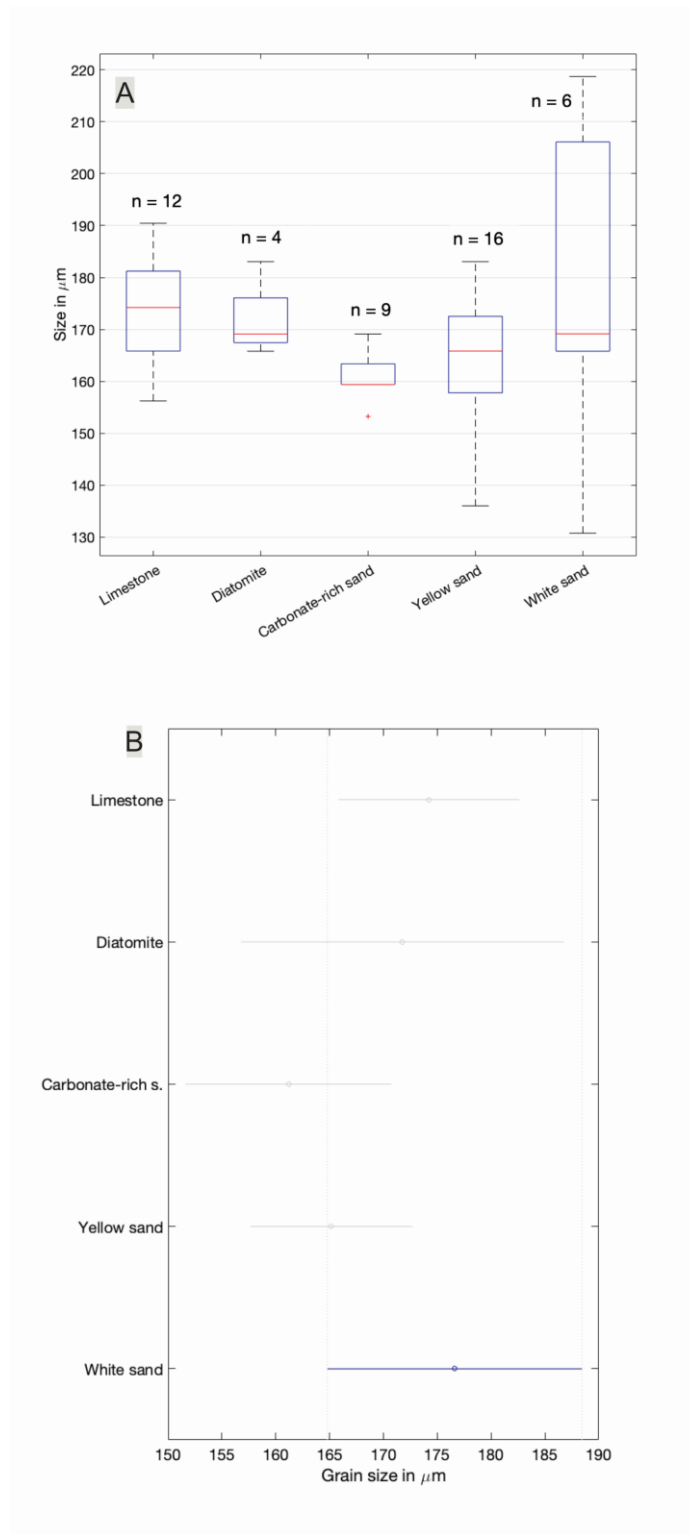 A
n = 6
n = 12
n = 4
n = 16
n = 9
220
210
200
190
180
170
160
150
140
130
Size in μm
Limestone
Diatomite
Carbonate-rich sand
Yellow sand
White sand
B
Limestone
Diatomite
Carbonate-rich s.
Yellow sand
White sand
150 155 160 165 170 175 180 185 190
Grain size in μm